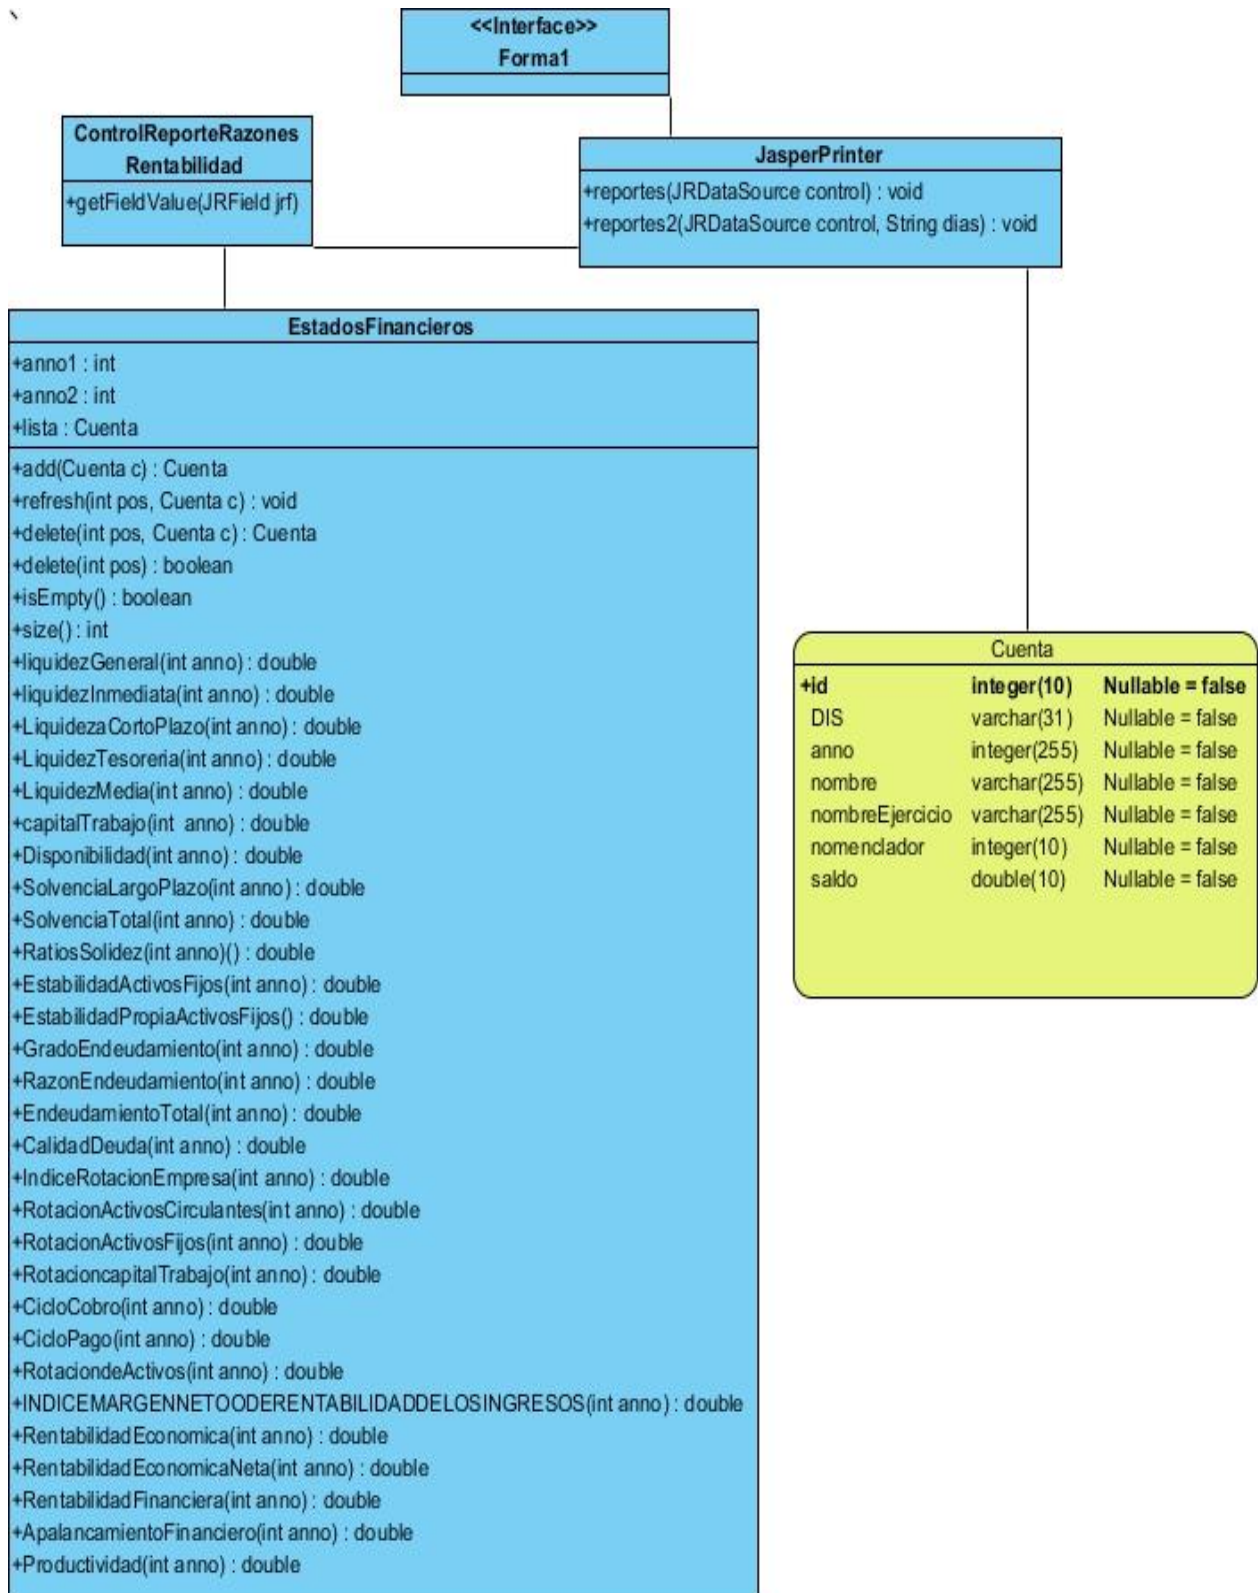 <<Interface>>
Forma1
ControlReporteRazones
Rentabilidad
+getFieldValue(JRField jrf)
JasperPrinter
+reportes(JRDataSource control) : void
+reportes2(JRDataSource control, String dias) : void
EstadosFinancieros
+anno1 : int
+anno2 : int
+lista : Cuenta
+add(Cuenta c) : Cuenta
+refresh(int pos, Cuenta c) : void
+delete(int pos, Cuenta c) : Cuenta
+delete(int pos) : boolean
+isEmpty() : boolean
+size() : int
+liquidezGeneral(int anno) : double
+liquidezInmediata(int anno) : double
+LiquidezaCortoPlazo(int anno) : double
+LiquidezTesoreria(int anno) : double
+LiquidezMedia(int anno) : double
+capitalTrabajo(int anno) : double
+Disponibilidad(int anno) : double
+SolvenciaLargoPlazo(int anno) : double
+SolvenciaTotal(int anno) : double
+RatiosSolidez(int anno)() : double
+EstabilidadActivosFijos(int anno) : double
+EstabilidadPropiaActivosFijos() : double
+GradoEndeudamiento(int anno) : double
+RazonEndeudamiento(int anno) : double
+EndeudamientoTotal(int anno) : double
+CalidadDeuda(int anno) : double
+IndiceRotacionEmpresa(int anno) : double
+RotacionActivosCirculantes(int anno) : double
+RotacionActivosFijos(int anno) : double
+RotacioncapitalTrabajo(int anno) : double
+CicloCobro(int anno) : double
+CicloPago(int anno) : double
+RotaciondeActivos(int anno) : double
+INDICEMARGENNETOODERENTABILIDADDELOSINGRESOS(int anno) : double
+RentabilidadEconomica(int anno) : double
+RentabilidadEconomicaNeta(int anno) : double
+RentabilidadFinanciera(int anno) : double
+ApalancamientoFinanciero(int anno) : double
+Productividad(int anno) : double
Cuenta
+id integer(10) Nullable = false
DIS varchar(31) Nullable = false
anno integer(255) Nullable = false
nombre varchar(255) Nullable = false
nombreEjercicio varchar(255) Nullable = false
nomenclador integer(10) Nullable = false
saldo double(10) Nullable = false